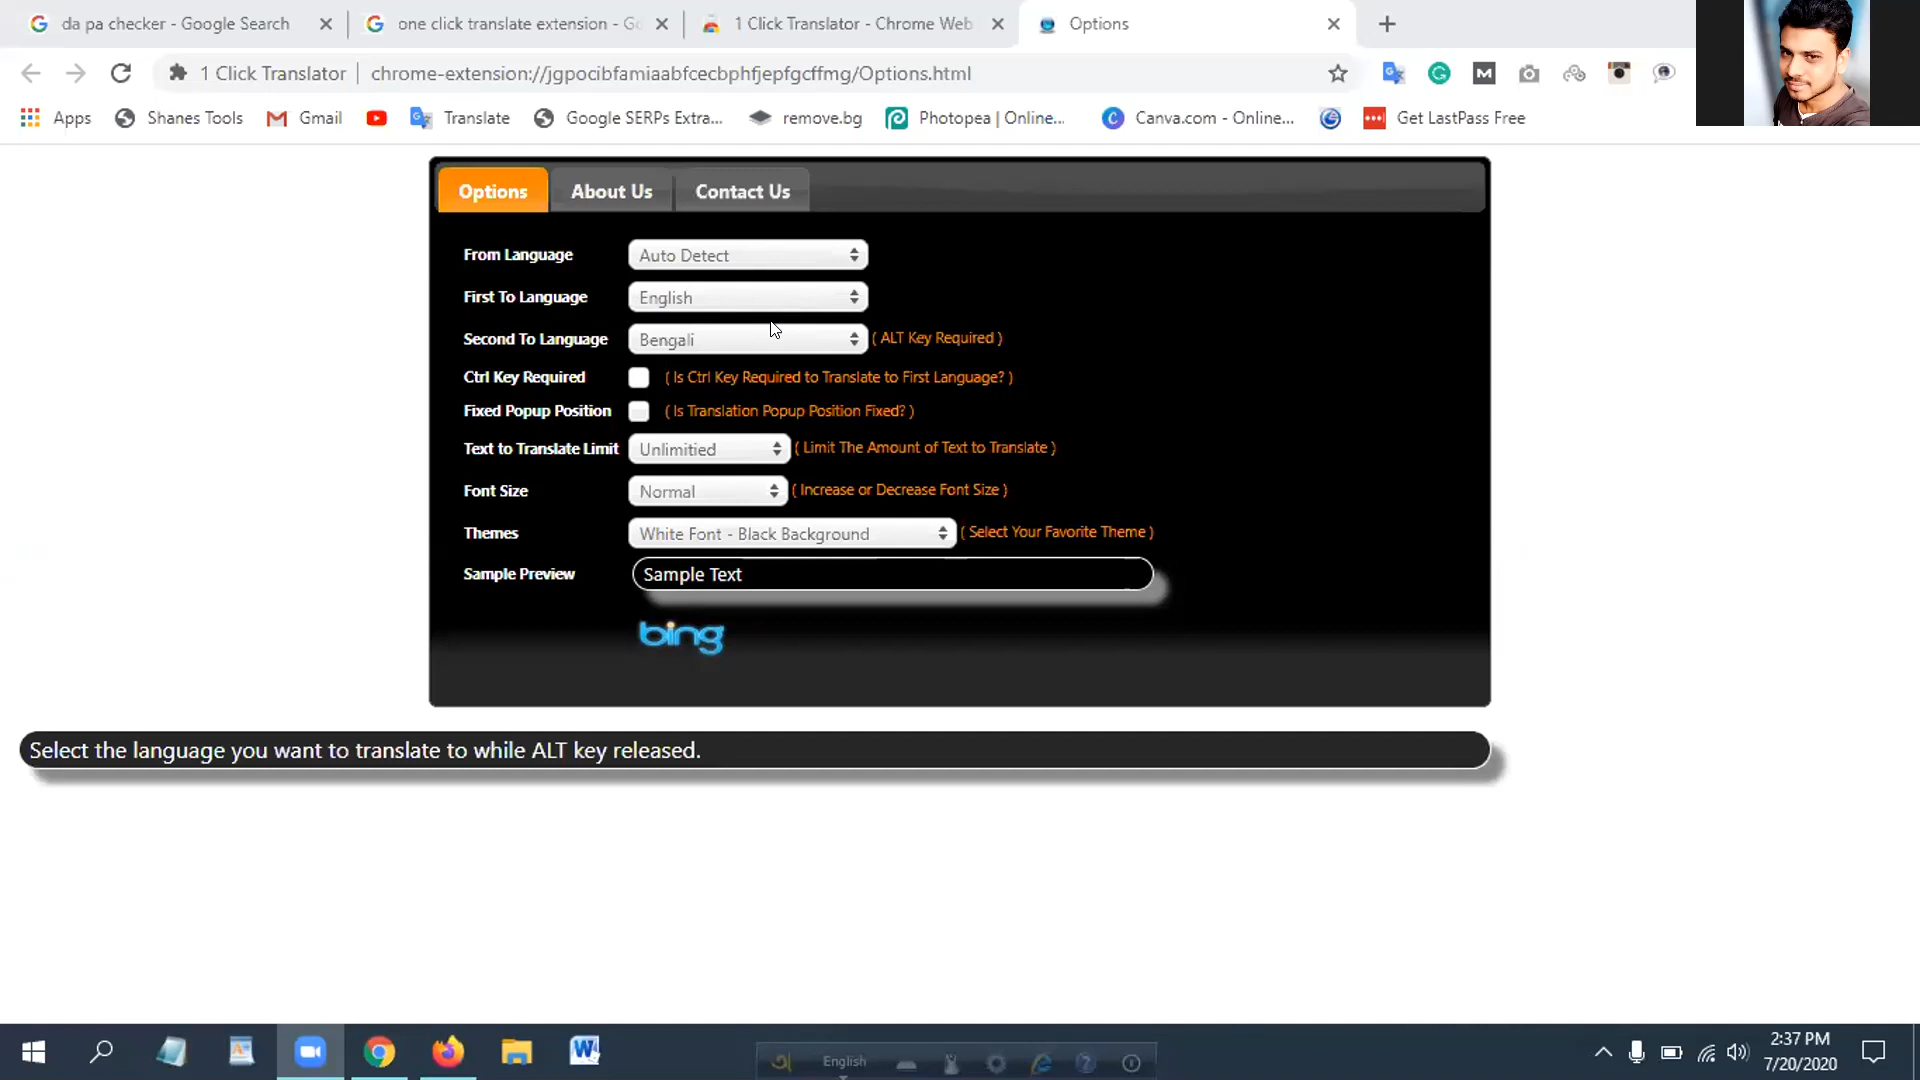 da pa checker - Google Search
one click translate extension - Go
1 Click Translator - Chrome Web
Options
1 Click Translator
chrome-extension://jgpocibfamiaabfcecbphfjepfgcffmg/Options.html
Apps
Shanes Tools
Gmail
Translate
Google SERPs Extra...
remove.bg
Photopea | Online...
Canva.com - Online...
Get LastPass Free
Options
About Us
Contact Us
From Language
Auto Detect
First To Language
English
Second To Language
Bengali
( ALT Key Required )
Ctrl Key Required
( Is Ctrl Key Required to Translate to First Language? )
Fixed Popup Position
( Is Translation Popup Position Fixed? )
Text to Translate Limit
Unlimitied
( Limit The Amount of Text to Translate )
Font Size
Normal
( Increase or Decrease Font Size )
Themes
White Font - Black Background
( Select Your Favorite Theme )
Sample Preview
Sample Text
bing
Select the language you want to translate to while ALT key released.
English
2:37 PM
7/20/2020